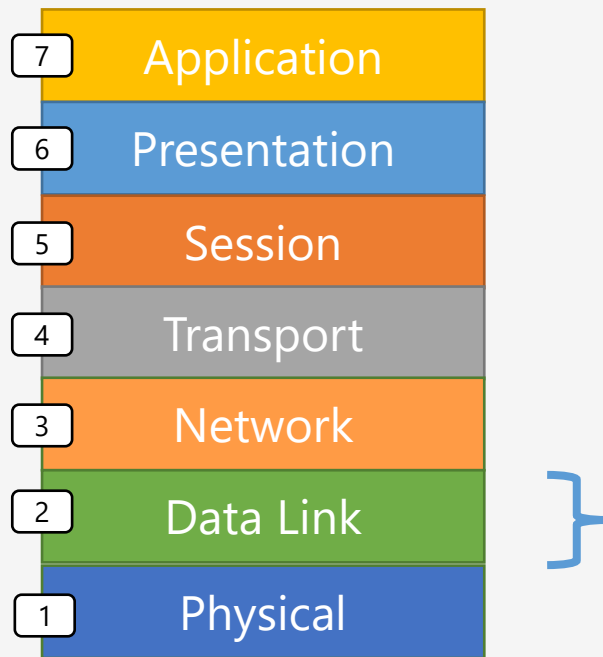 7 Application
6 Presentation
5 Session
4 Transport
3 Network
2 Data Link
1 Physical